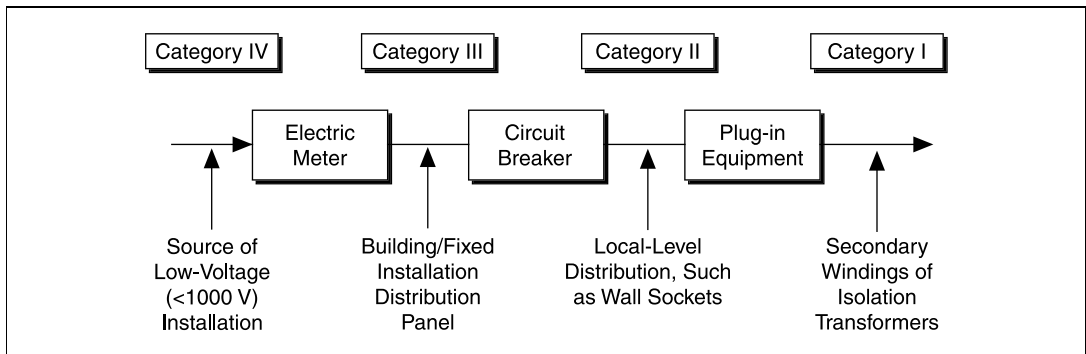 Category IV
Category III
Category II
Category I
Electric
Meter
Circuit
Breaker
Plug-in
Equipment
Source of
Low-Voltage
(<1000 V)
Installation
Building/Fixed
Installation
Distribution
Panel
Local-Level
Distribution, Such
as Wall Sockets
Secondary
Windings of
Isolation
Transformers